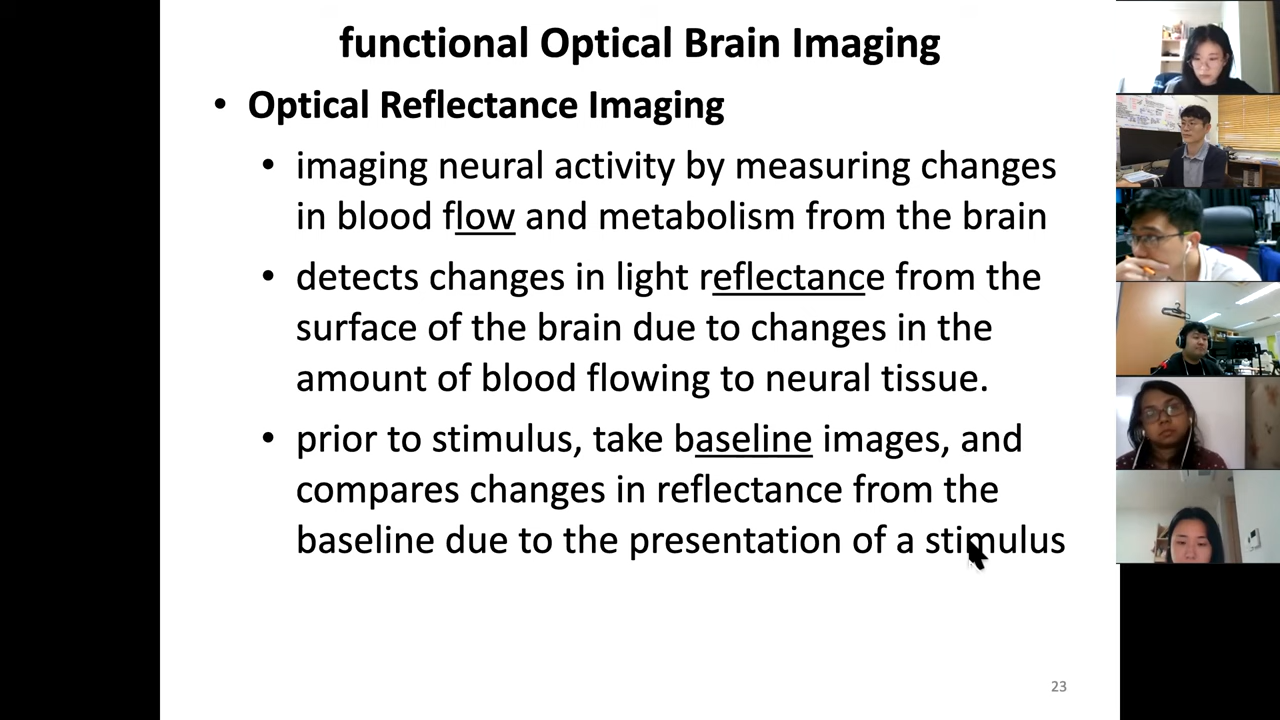 functional Optical Brain Imaging
• Optical Reflectance Imaging
• imaging neural activity by measuring changes
in blood flow and metabolism from the brain
• detects changes in light reflectance from the
surface of the brain due to changes in the
amount of blood flowing to neural tissue.
• prior to stimulus, take baseline images, and
compares changes in reflectance from the
baseline due to the presentation of a stimulus
23